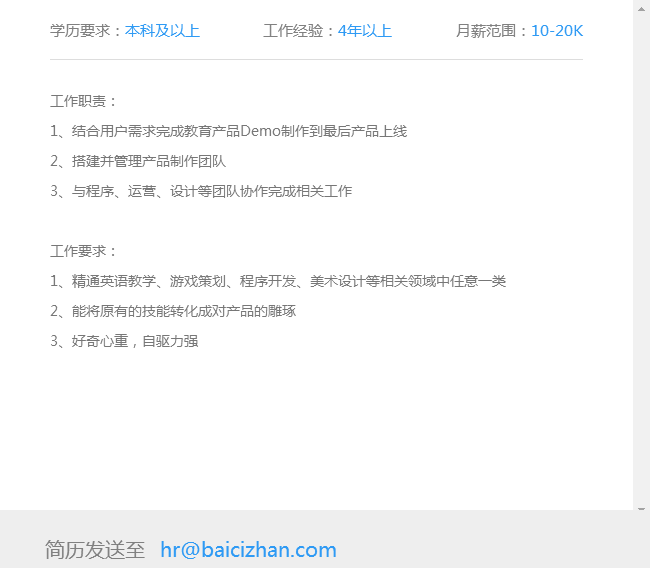 学历要求：本科及以上 工作经验：4年以上 月薪范围：10-20K
工作职责：
1、结合用户需求完成教育产品Demo制作到最后产品上线
2、搭建并管理产品制作团队
3、与程序、运营、设计等团队协作完成相关工作
工作要求：
1、精通英语教学、游戏策划、程序开发、美术设计等相关领域中任意一类
2、能将原有的技能转化成对产品的雕琢
3、好奇心重，自驱力强
简历发送至 hr@baicizhan.com